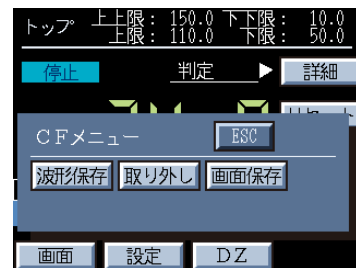 トップ 上上限: 150.0 下下限: 10.0
上限: 110.0 下限: 50.0
停止 判定 ▶ 詳細
CFメニュー ESC
波形保存 取り外し 画面保存
画面 設定 DZ